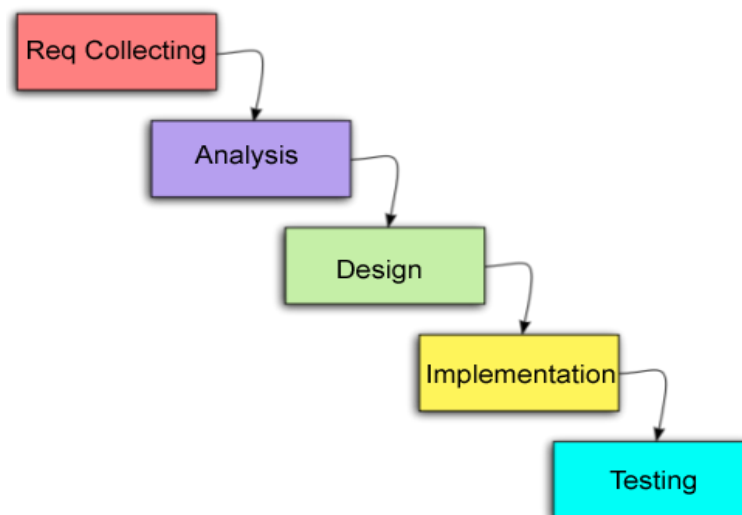 Req Collecting
Analysis
Design
Implementation
Testing